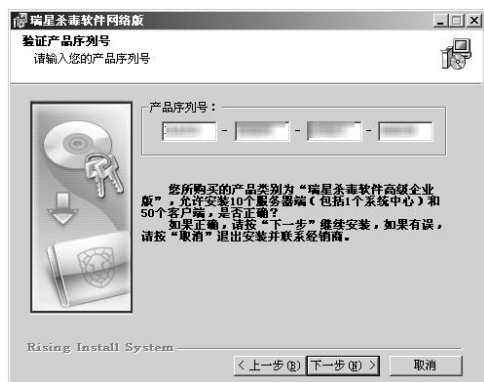 瑞星杀毒软件网络版
验证产品序列号
请输入您的产品序列号
产品序列号：
- - -
您所购买的产品类别为“瑞星杀毒软件高级企业
版”，允许安装10个服务器端(包括1个系统中心)和
50个客户端，是否正确？
如果正确，请按“下一步”继续安装，如果有误，
请按“取消”退出安装并联系经销商。
Rising Install System
< 上一步(B) 下一步(N) > 取消